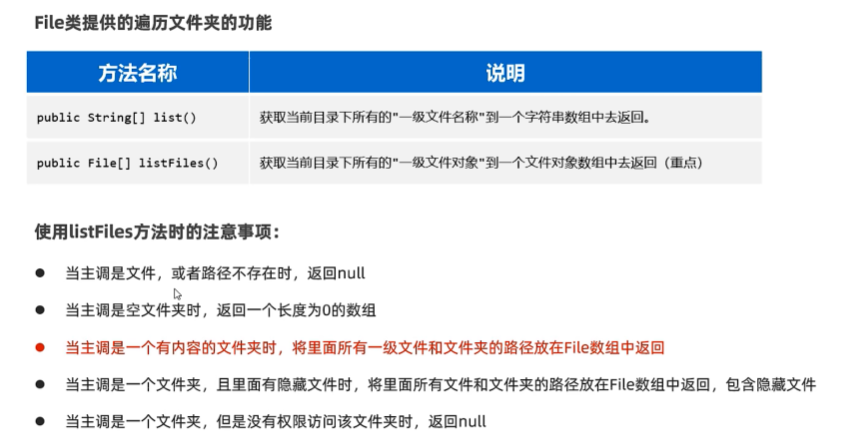 File类提供的遍历文件夹的功能
方法名称 说明
public String[] list() 获取当前目录下所有的"一级文件名称"到一个字符串数组中去返回。
public File[] listFiles() 获取当前目录下所有的"一级文件对象"到一个文件对象数组中去返回（重点）
使用listFiles方法时的注意事项：
● 当主调是文件，或者路径不存在时，返回null
● 当主调是空文件夹时，返回一个长度为0的数组
● 当主调是一个有内容的文件夹时，将里面所有一级文件和文件夹的路径放在File数组中返回
● 当主调是一个文件夹，且里面有隐藏文件时，将里面所有文件和文件夹的路径放在File数组中返回，包含隐藏文件
● 当主调是一个文件夹，但是没有权限访问该文件夹时，返回null